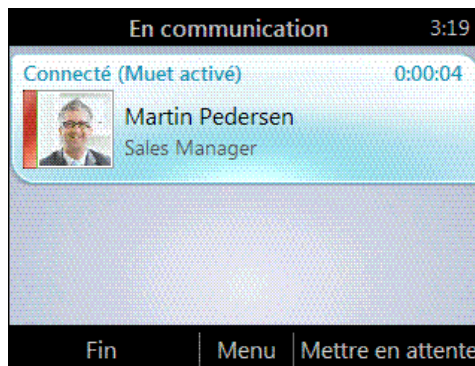 En communication 3:19
Connecté (Muet activé) 0:00:04
Martin Pedersen
Sales Manager
Fin Menu Mettre en attente